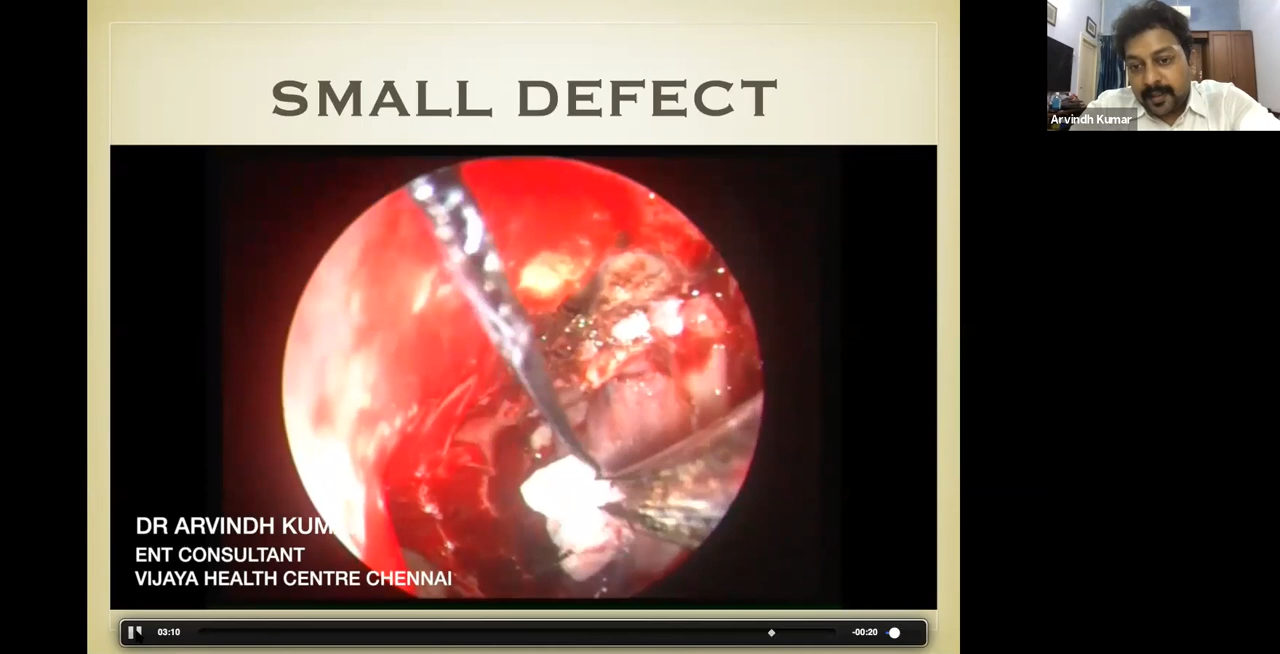 SMALL DEFECT
Arvindh Kumar
DR ARVINDH KUM
ENT CONSULTANT
VIJAYA HEALTH CENTRE CHENNAI
03:10
-00:20